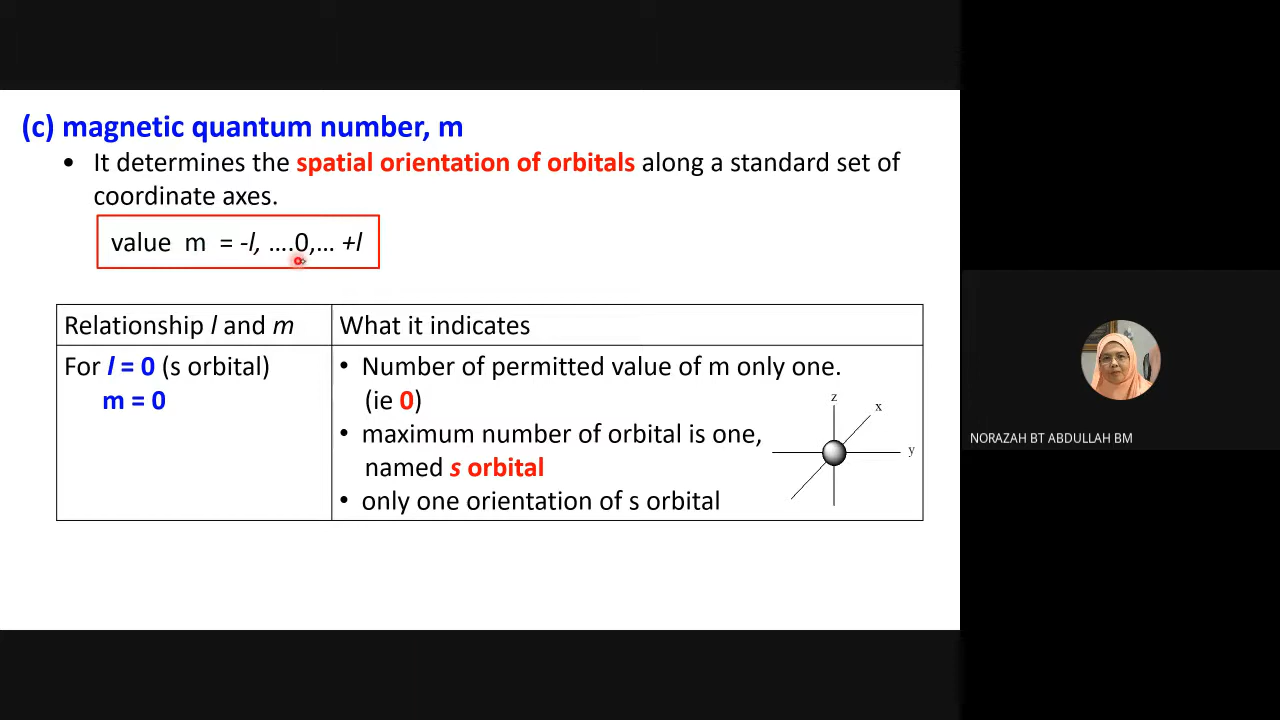 (c) magnetic quantum number, m
• It determines the spatial orientation of orbitals along a standard set of
coordinate axes.
value m = -l, ....0,... +l
Relationship l and m
What it indicates
For l = 0 (s orbital)
m = 0
• Number of permitted value of m only one.
(ie 0)
• maximum number of orbital is one,
named s orbital
• only one orientation of s orbital
z
x
y
NORAZAH BT ABDULLAH BM